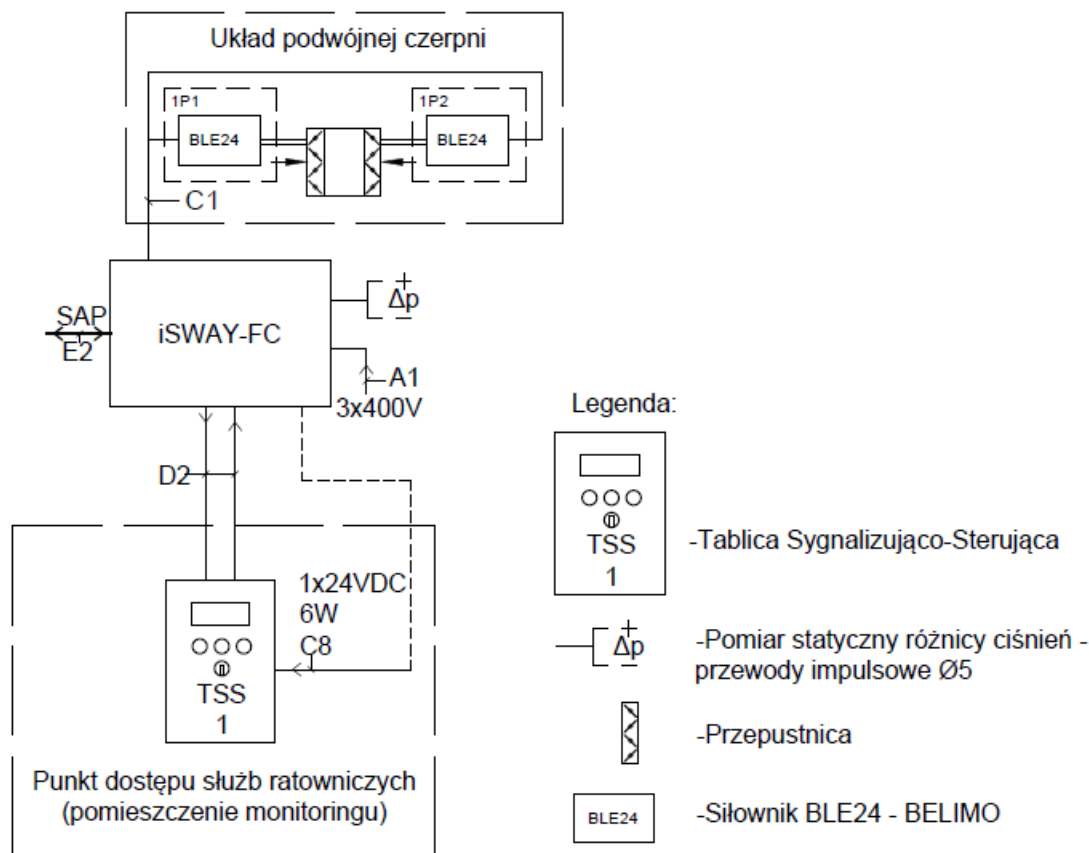 Układ podwójnej czerpni
1P1
1P2
BLE24
BLE24
C1
SAP
E2
iSWAY-FC
+
Δp
A1
3x400V
D2
1x24VDC
6W
C8
TSS
1
Punkt dostępu służb ratowniczych
(pomieszczenie monitoringu)
Legenda:
TSS
1
-Tablica Sygnalizująco-Sterująca
+
Δp
-Pomiar statyczny różnicy ciśnień -
przewody impulsowe Ø5
-Przepustnica
BLE24
-Siłownik BLE24 - BELIMO